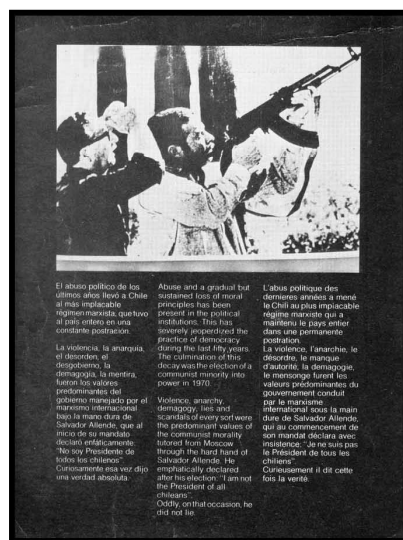 El abuso político de los
últimos años llevó a Chile
al más implacable
régimen marxista, que tuvo
al país entero en una
constante postración.
La violencia, la anarquía,
el desorden, el
desgobierno, la
demagogia, la mentira,
fueron los valores
predominantes del
gobierno manejado por el
marxismo internacional
bajo la mano dura de
Salvador Allende, que al
inicio de su mandato
declaró enfáticamente:
"No soy Presidente de
todos los chilenos".
Curiosamente esa vez dijo
una verdad absoluta.
Abuse and a gradual but
sustained loss of moral
principles has been
present in the political
institutions. This has
severely jeoperdized the
practice of democracy
during the last fifty years.
The culmination of this
decay was the election of a
communist minority into
power in 1970.
Violence, anarchy,
demagogy, lies and
scandals of every sort were
the predominant values of
the communist morality
tutored from Moscow
through the hard hand of
Salvador Allende. He
emphatically declared
after his election: "I am not
the President of all
chileans".
Oddly, on that occasion, he
did not lie.
L'abus politique des
dernieres années a mené
le Chili au plus implacable
régime marxiste qui a
maintenu le pays entier
dans une permanente
postration.
La violence, l'anarchie, le
désordre, le manque
d'autorité, la demagogie,
le mensonge furent les
valeurs prédominantes du
gouvernement conduit
par le marxisme
international sous la main
dure de Salvador Allende,
qui au commencement de
son mandat déclara avec
insistence: "Je ne suis pas
le Président de tous les
chiliens".
Curieusement il dit cette
fois la verité.